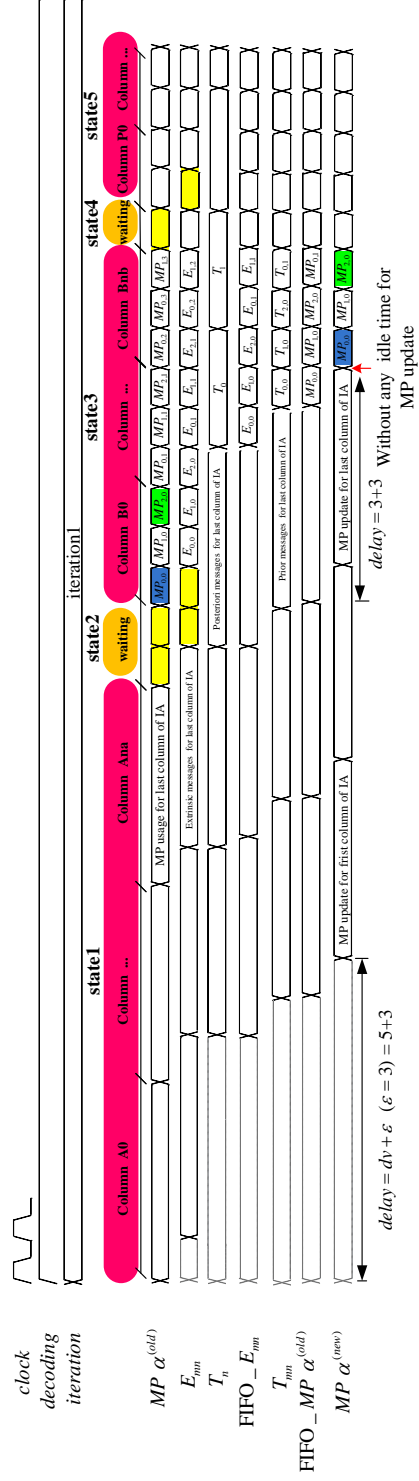 clock
decoding
iteration iteration1
state1 state2 state3 state4 state5
Column A0 Column ... Column Ana waiting Column B0 Column ... Column Bnb waiting Column P0 Column ...
MP α^(old) MP usage for last column of IA MP_0,0 MP_1,0 MP_2,0 MP_0,1 MP_1,1 MP_2,1 MP_0,2 MP_0,3 MP_1,3
E_mn Extrinsic messages for last column of IA E_0,0 E_1,0 E_2,0 E_0,1 E_1,1 E_2,1 E_0,2 E_1,2
T_n Posteriori messages for last column of IA T_0 T_1
FIFO_E_mn E_0,0 E_1,0 E_2,0 E_0,1 E_1,1
T_mn Prior messages for last column of IA T_0,0 T_1,0 T_2,0 T_0,1
FIFO_MP α^(old) MP_0,0 MP_1,0 MP_2,0 MP_0,1
MP α^(new) MP update for frist column of IA MP update for last column of IA MP_0,0 MP_1,0 MP_2,0
delay = dv + ε (ε = 3) = 5+3
delay = 3+3
Without any idle time for
MP update